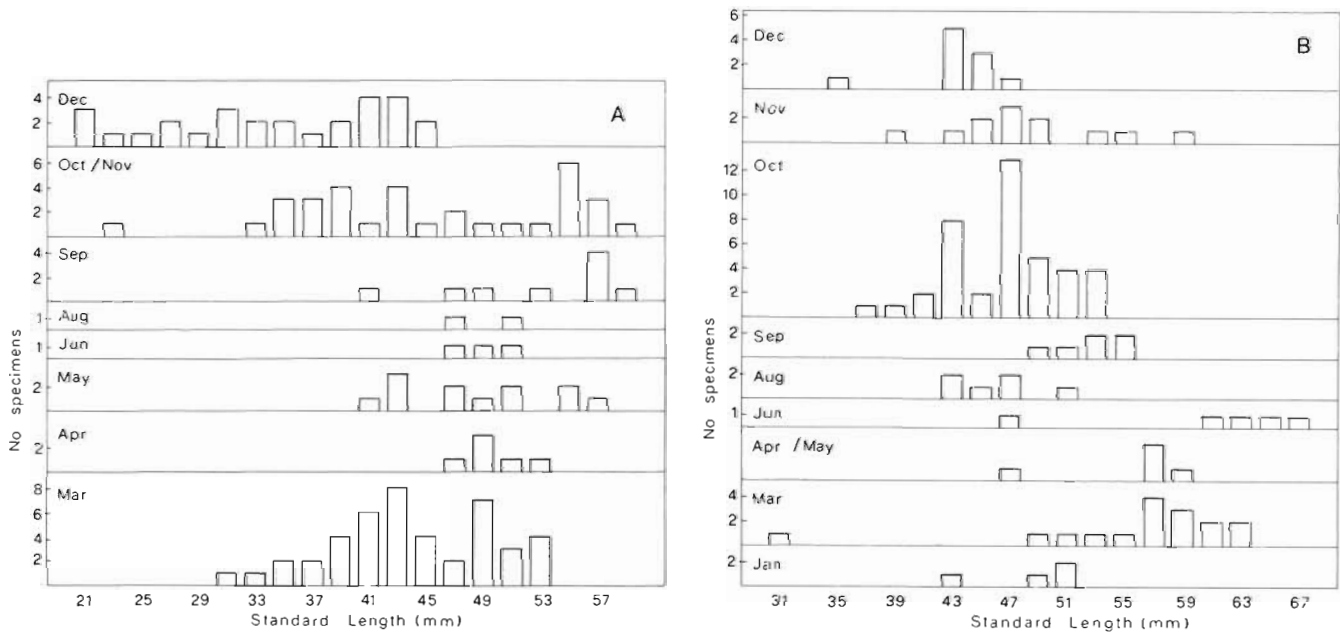 A
Dec
4
2
Oct/Nov
6
4
2
Sep
4
2
Aug
1
Jun
1
May
2
Apr
2
Mar
8
6
4
2
No specimens
21 25 29 33 37 41 45 49 53 57
Standard Length (mm)
B
6
Dec
4
2
Nov
2
Oct
12
10
8
6
4
2
Sep
2
Aug
2
Jun
1
Apr/May
Mar
4
2
Jan
2
No specimens
31 35 39 43 47 51 55 59 63 67
Standard Length (mm)